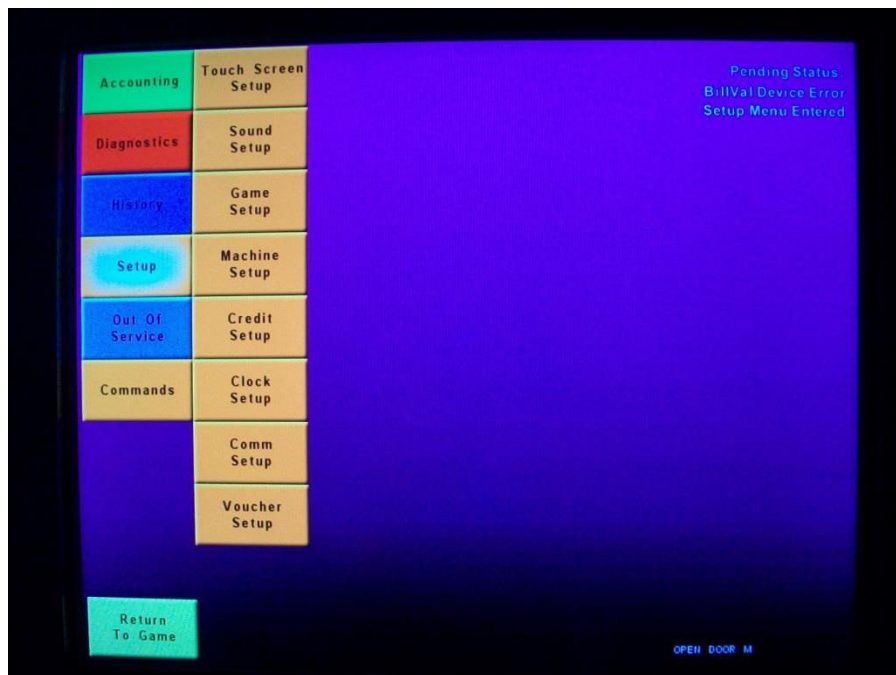 Accounting
Diagnostics
History
Setup
Out Of
Service
Commands
Return
To Game
Touch Screen
Setup
Sound
Setup
Game
Setup
Machine
Setup
Credit
Setup
Clock
Setup
Comm
Setup
Voucher
Setup
Pending Status
BillVal Device Error
Setup Menu Entered
OPEN DOOR M